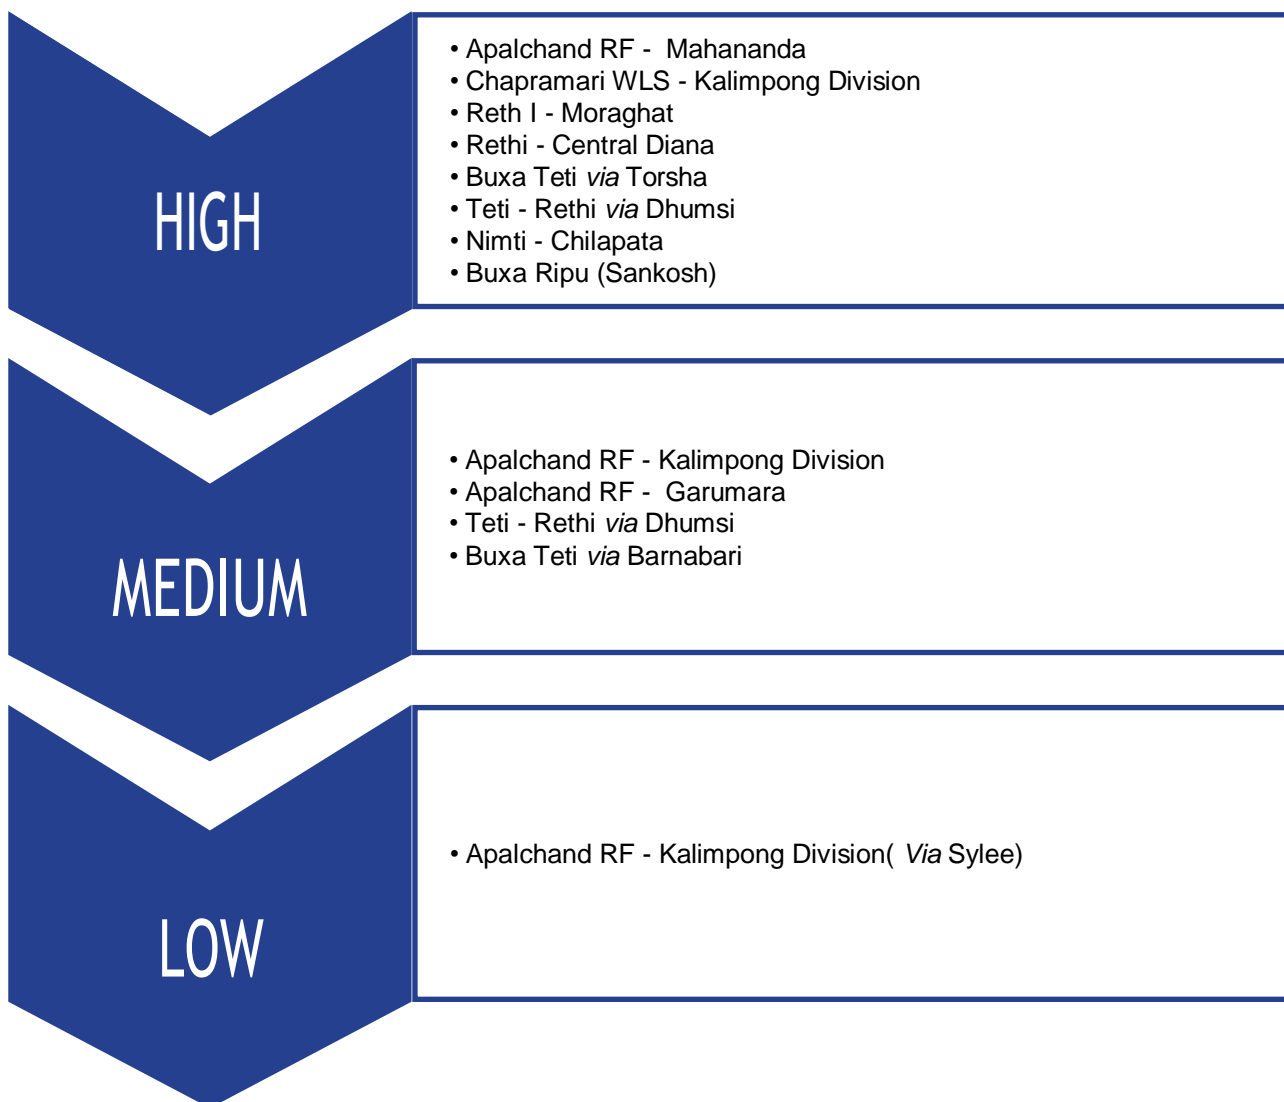 HIGH
• Apalchand RF - Mahananda
• Chapramari WLS - Kalimpong Division
• Reth I - Moraghat
• Rethi - Central Diana
• Buxa Teti via Torsha
• Teti - Rethi via Dhumsi
• Nimti - Chilapata
• Buxa Ripu (Sankosh)
MEDIUM
• Apalchand RF - Kalimpong Division
• Apalchand RF - Garumara
• Teti - Rethi via Dhumsi
• Buxa Teti via Barnabari
LOW
• Apalchand RF - Kalimpong Division( Via Sylee)